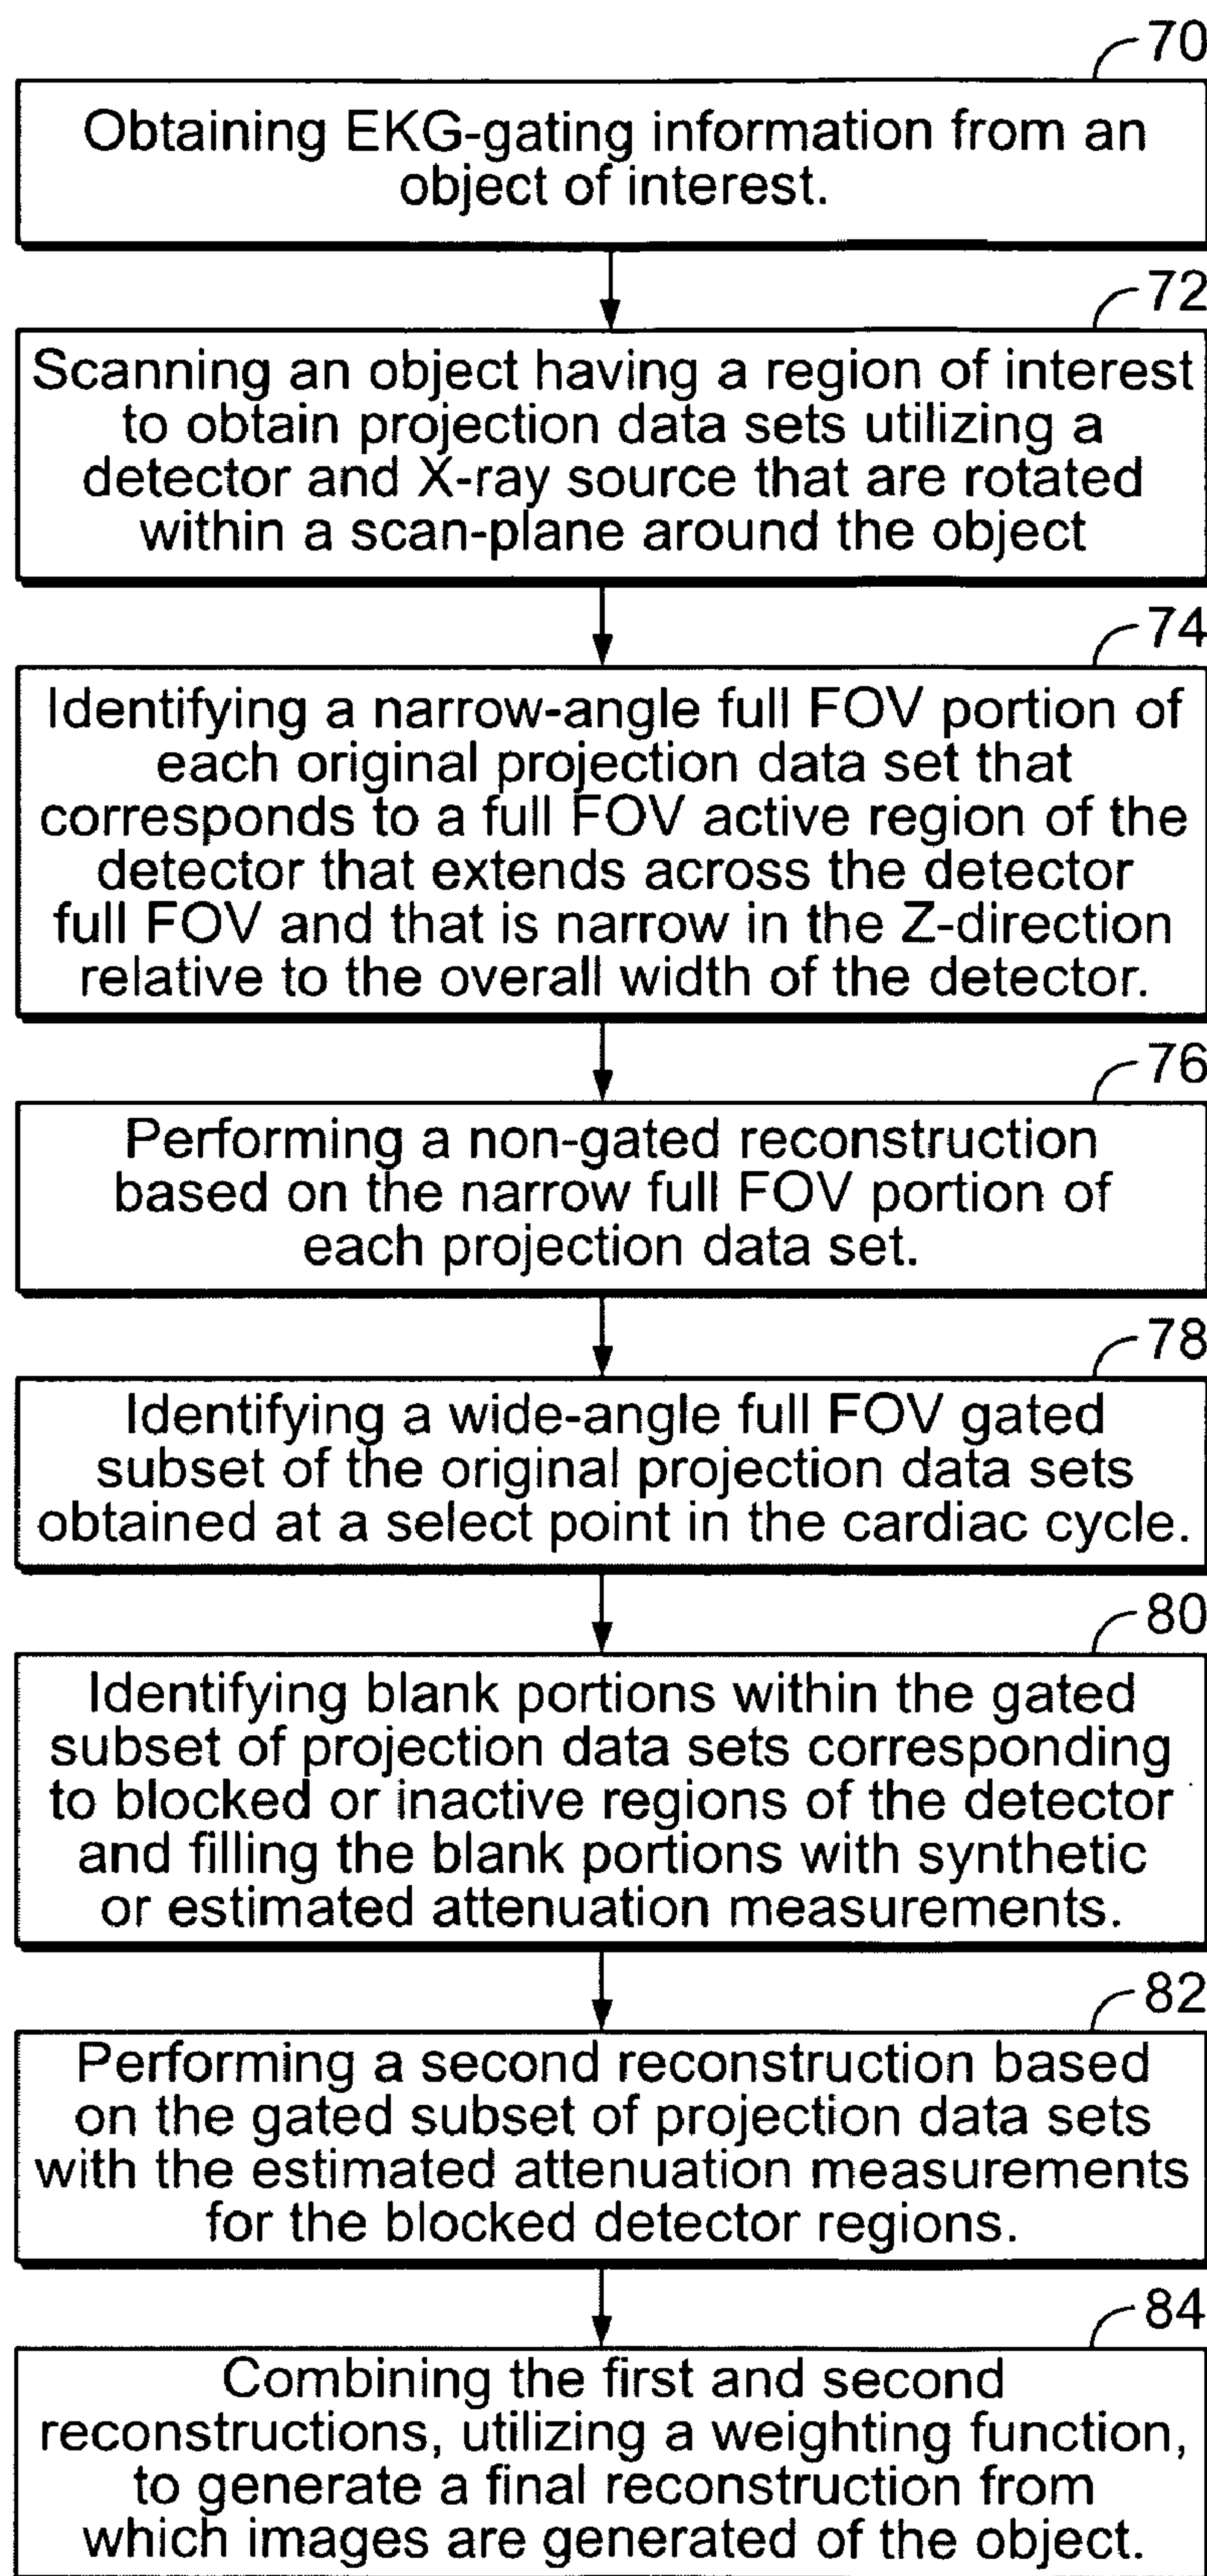 70
Obtaining EKG-gating information from an
object of interest.
72
Scanning an object having a region of interest
to obtain projection data sets utilizing a
detector and X-ray source that are rotated
within a scan-plane around the object
74
Identifying a narrow-angle full FOV portion of
each original projection data set that
corresponds to a full FOV active region of the
detector that extends across the detector
full FOV and that is narrow in the Z-direction
relative to the overall width of the detector.
76
Performing a non-gated reconstruction
based on the narrow full FOV portion of
each projection data set.
78
Identifying a wide-angle full FOV gated
subset of the original projection data sets
obtained at a select point in the cardiac cycle.
80
Identifying blank portions within the gated
subset of projection data sets corresponding
to blocked or inactive regions of the detector
and filling the blank portions with synthetic
or estimated attenuation measurements.
82
Performing a second reconstruction based
on the gated subset of projection data sets
with the estimated attenuation measurements
for the blocked detector regions.
84
Combining the first and second
reconstructions, utilizing a weighting function,
to generate a final reconstruction from
which images are generated of the object.